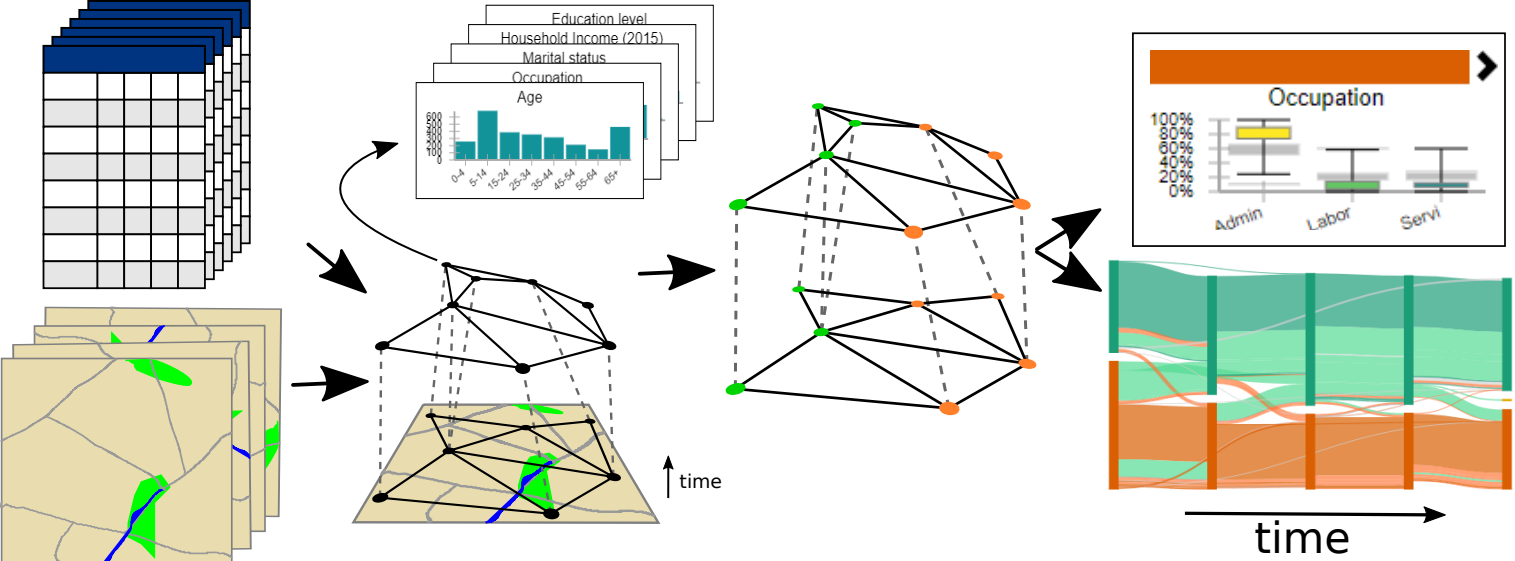 Education level
Household Income (2015)
Marital status
Occupation
Age
600
500
400
300
200
100
0
0-4
5-14
15-24
25-34
35-44
45-54
55-64
65+
time
Occupation
100%
80%
60%
40%
20%
0%
Admin
Labor
Servi
time